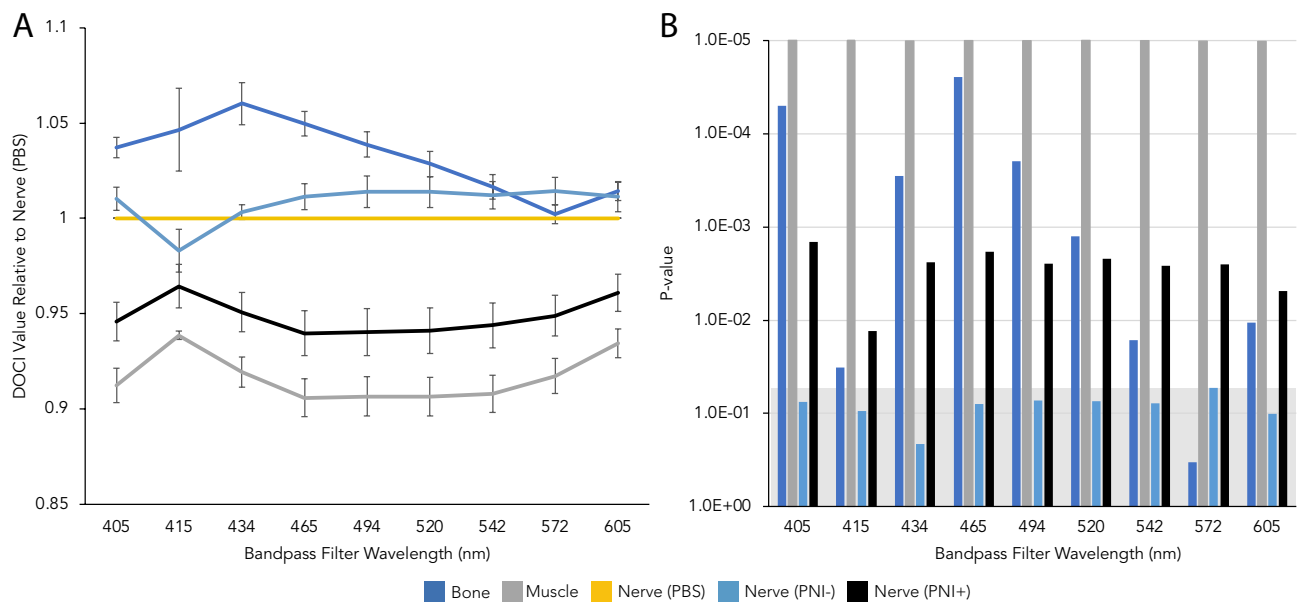 A
B
DOCI Value Relative to Nerve (PBS)
1.1
1.05
1
0.95
0.9
0.85
405 415 434 465 494 520 542 572 605
Bandpass Filter Wavelength (nm)
P-value
1.0E-05
1.0E-04
1.0E-03
1.0E-02
1.0E-01
1.0E+00
405 415 434 465 494 520 542 572 605
Bandpass Filter Wavelength (nm)
Bone Muscle Nerve (PBS) Nerve (PNI-) Nerve (PNI+)